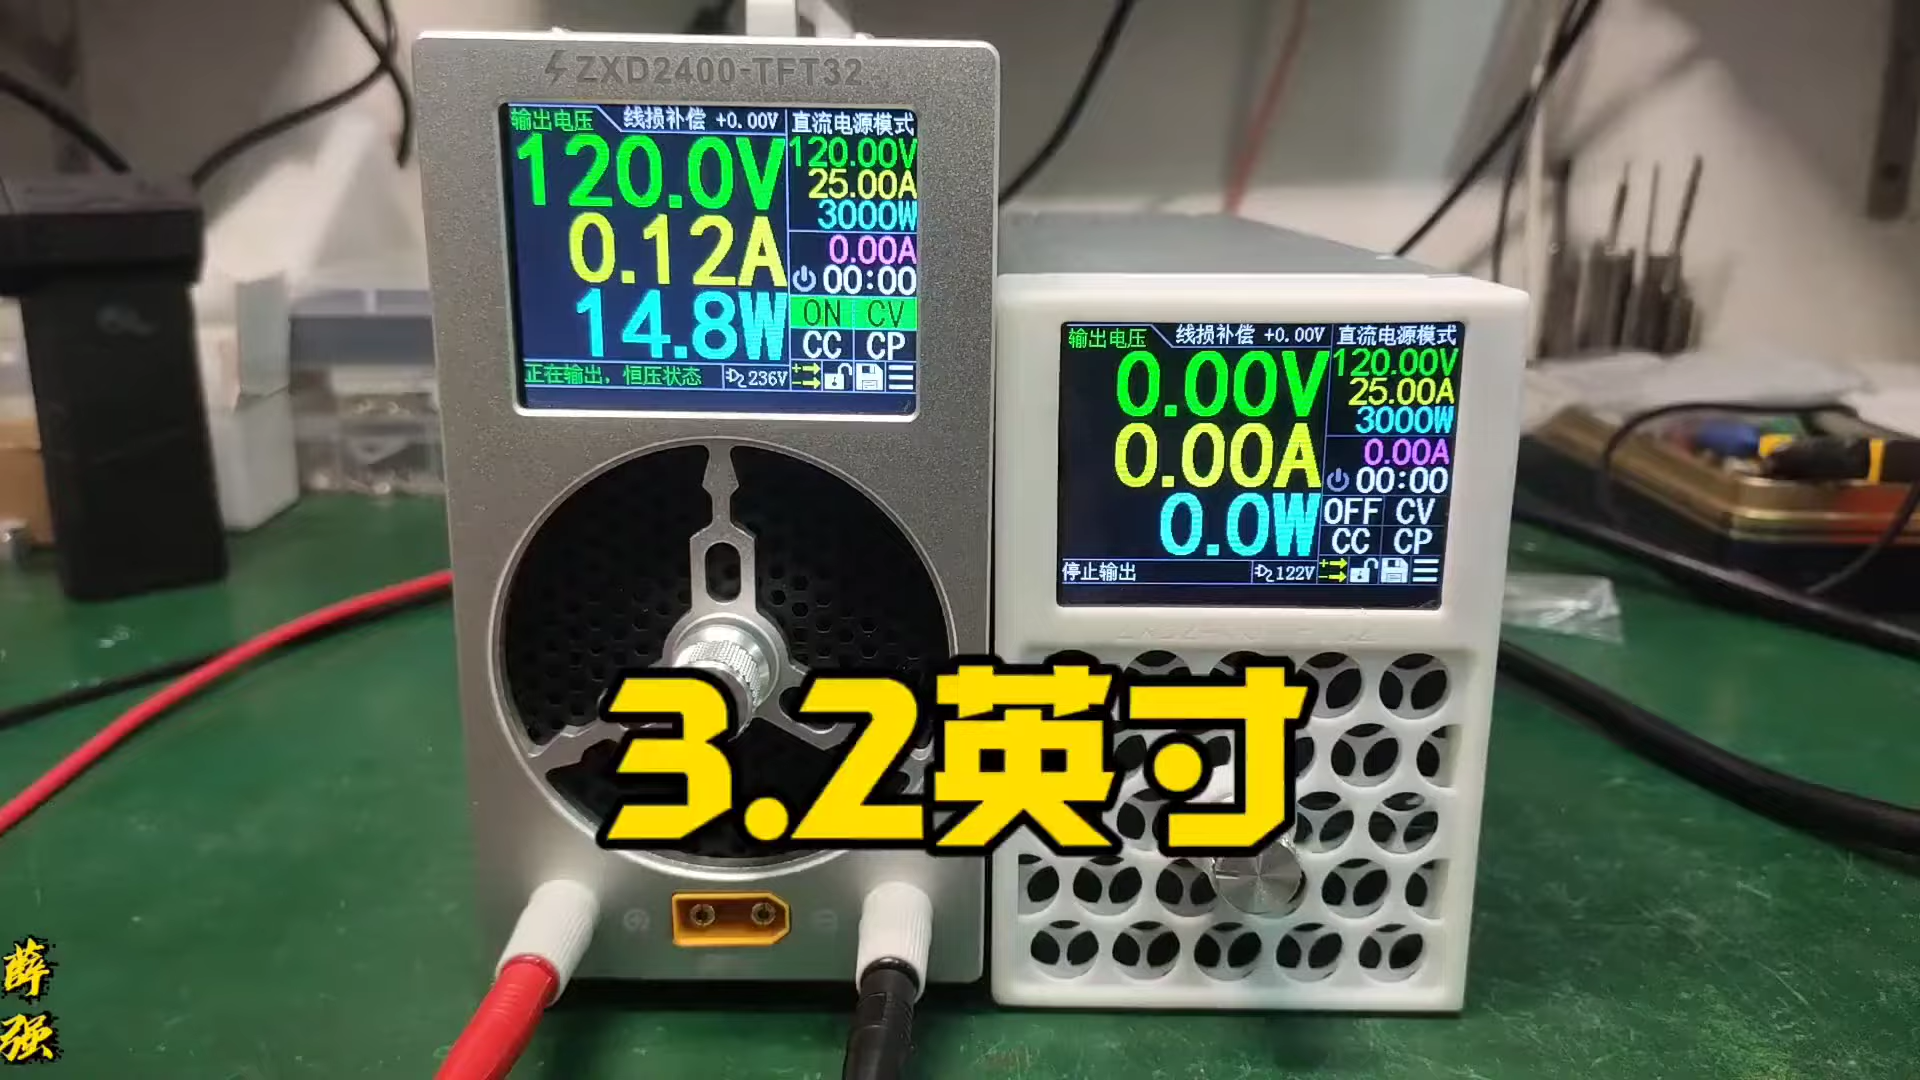 ZXD2400-TFT32
输出电压 线损补偿 +0.00V 直流电源模式
120.0V
0.12A
14.8W
120.00V
25.00A
3000W
0.00A
00:00
ON CV
CC CP
正在输出，恒压状态 236V
输出电压 线损补偿 +0.00V 直流电源模式
0.00V
0.00A
0.0W
120.00V
25.00A
3000W
0.00A
00:00
OFF CV
CC CP
停止输出 122V
3.2英寸
薛强